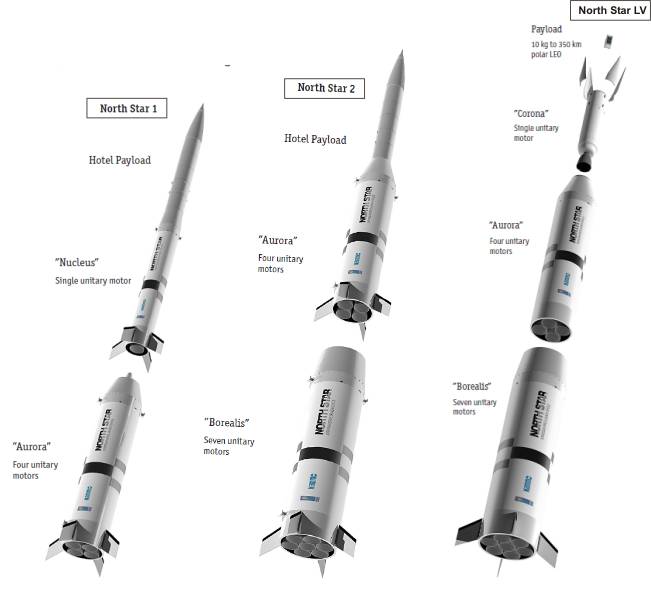 North Star LV
Payload
10 kg to 350 km
polar LEO
North Star 2
North Star 1
"Corona"
Single unitary
motor
Hotel Payload
Hotel Payload
"Aurora"
Four unitary
motors
NORTH STAR
"Aurora"
Four unitary
motors
NORTH STAR
"Nucleus"
Single unitary motor
NORTH STAR
"Borealis"
Seven unitary
motors
NORTH STAR
"Borealis"
Seven unitary
motors
NORTH STAR
"Aurora"
Four unitary
motors
NORTH STAR